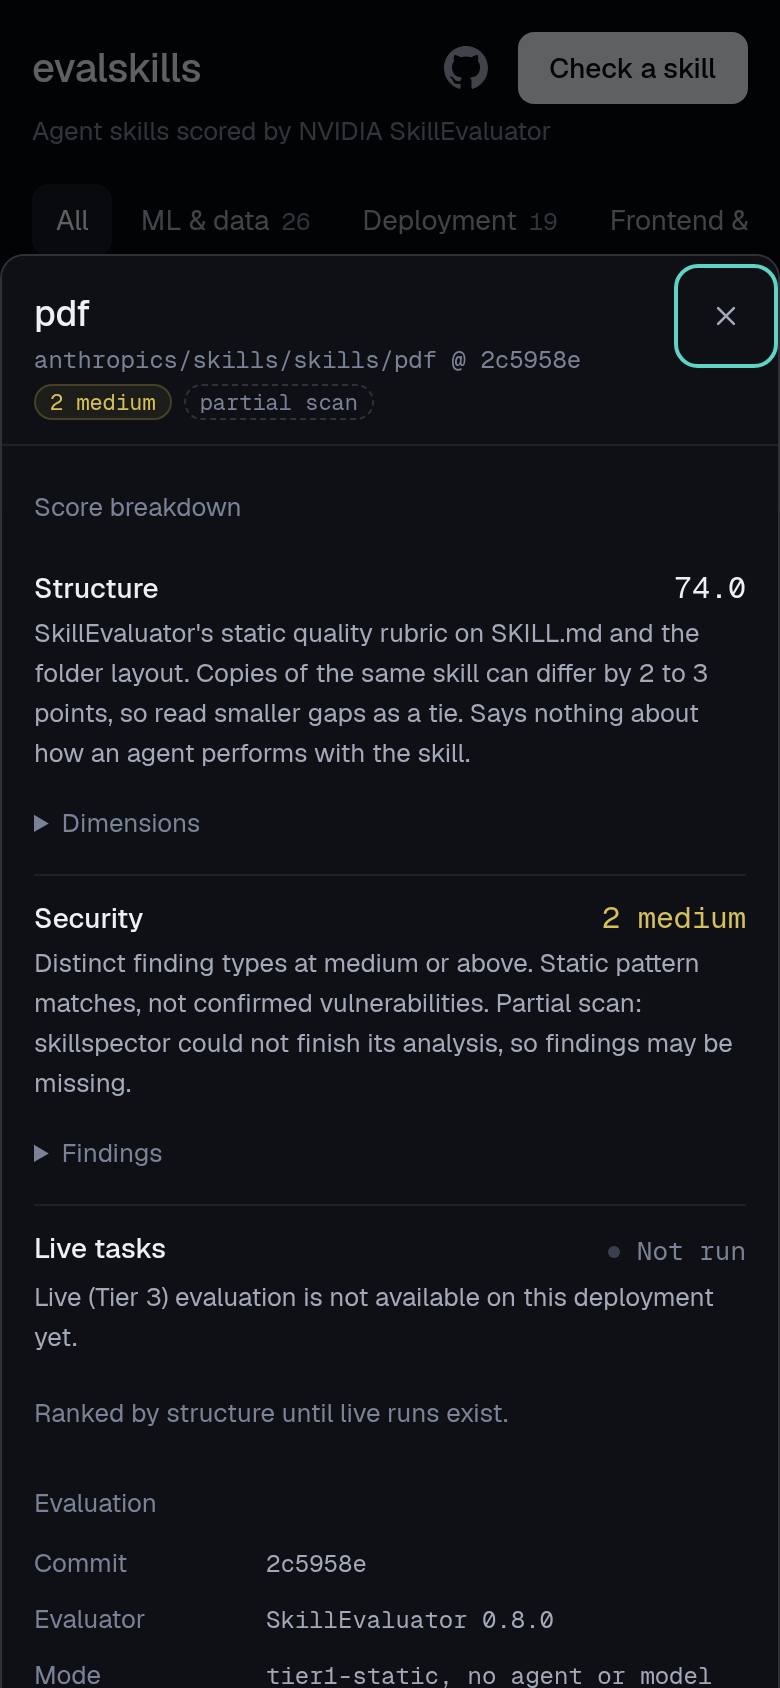 evalskills
Check a skill
Agent skills scored by NVIDIA SkillEvaluator
All ML & data 26 Deployment 19 Frontend &
pdf
anthropics/skills/skills/pdf @ 2c5958e
2 medium partial scan
Score breakdown
Structure 74.0
SkillEvaluator's static quality rubric on SKILL.md and the
folder layout. Copies of the same skill can differ by 2 to 3
points, so read smaller gaps as a tie. Says nothing about
how an agent performs with the skill.
Dimensions
Security 2 medium
Distinct finding types at medium or above. Static pattern
matches, not confirmed vulnerabilities. Partial scan:
skillspector could not finish its analysis, so findings may be
missing.
Findings
Live tasks Not run
Live (Tier 3) evaluation is not available on this deployment
yet.
Ranked by structure until live runs exist.
Evaluation
Commit 2c5958e
Evaluator SkillEvaluator 0.8.0
Mode tier1-static, no agent or model